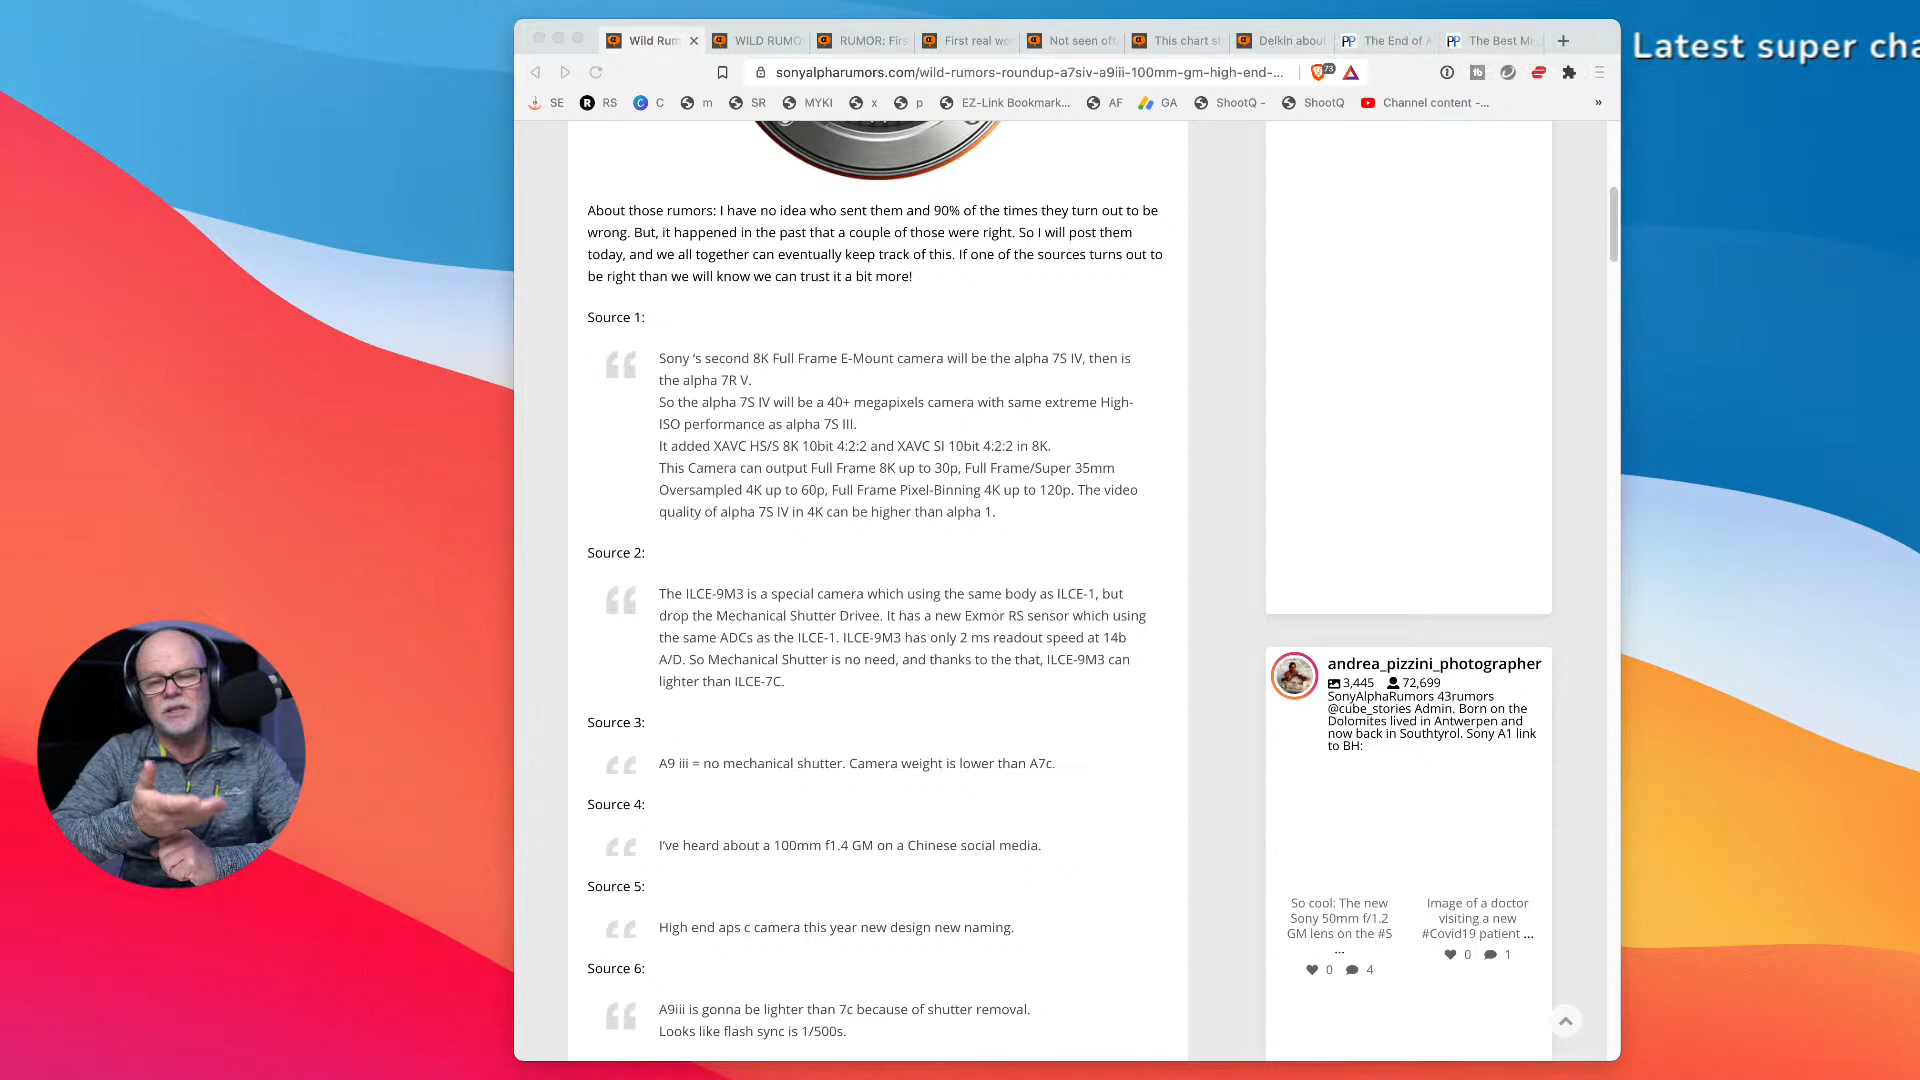 Latest super cha
Wild Rum
WILD RUMO
RUMOR: Firs
First real wo
Not seen oft
This chart s
Delkin about
The End of A
The Best Mi
sonyalpharumors.com/wild-rumors-roundup-a7siv-a9iii-100mm-gm-high-end-...
73
SE
RS
C
m
SR
MYKI
x
p
EZ-Link Bookmark...
AF
GA
ShootQ -
ShootQ
Channel content -...
»
About those rumors: I have no idea who sent them and 90% of the times they turn out to be
wrong. But, it happened in the past that a couple of those were right. So I will post them
today, and we all together can eventually keep track of this. If one of the sources turns out to
be right than we will know we can trust it a bit more!
Source 1:
Sony ‘s second 8K Full Frame E-Mount camera will be the alpha 7S IV, then is
the alpha 7R V.
So the alpha 7S IV will be a 40+ megapixels camera with same extreme High-
ISO performance as alpha 7S III.
It added XAVC HS/S 8K 10bit 4:2:2 and XAVC SI 10bit 4:2:2 in 8K.
This Camera can output Full Frame 8K up to 30p, Full Frame/Super 35mm
Oversampled 4K up to 60p, Full Frame Pixel-Binning 4K up to 120p. The video
quality of alpha 7S IV in 4K can be higher than alpha 1.
Source 2:
The ILCE-9M3 is a special camera which using the same body as ILCE-1, but
drop the Mechanical Shutter Drivee. It has a new Exmor RS sensor which using
the same ADCs as the ILCE-1. ILCE-9M3 has only 2 ms readout speed at 14b
A/D. So Mechanical Shutter is no need, and thanks to the that, ILCE-9M3 can
lighter than ILCE-7C.
Source 3:
A9 iii = no mechanical shutter. Camera weight is lower than A7c.
Source 4:
I’ve heard about a 100mm f1.4 GM on a Chinese social media.
Source 5:
High end aps c camera this year new design new naming.
Source 6:
A9iii is gonna be lighter than 7c because of shutter removal.
Looks like flash sync is 1/500s.
andrea_pizzini_photographer
3,445 72,699
SonyAlphaRumors 43rumors
@cube_stories Admin. Born on the
Dolomites lived in Antwerpen and
now back in Southtyrol. Sony A1 link
to BH:
So cool: The new
Sony 50mm f/1.2
GM lens on the #S
...
0 4
Image of a doctor
visiting a new
#Covid19 patient ...
0 1